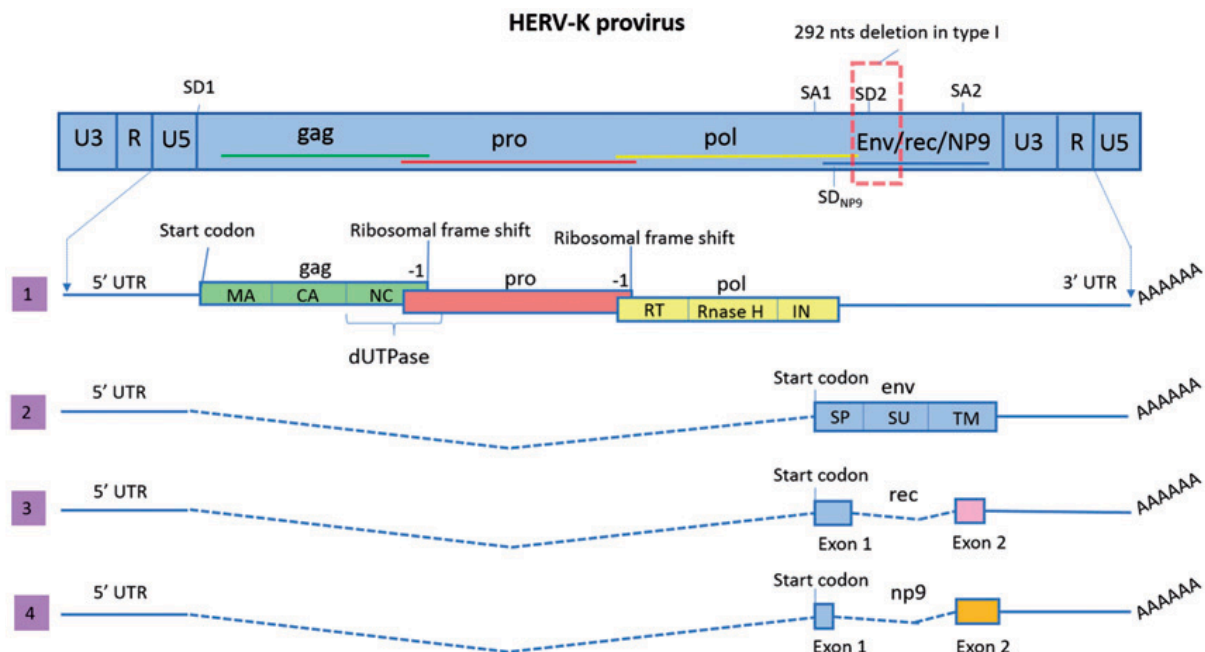 HERV-K provirus
292 nts deletion in type I
SD1
SA1
SD2
SA2
U3
R
U5
gag
pro
pol
Env/rec/NP9
U3
R
U5
SDNP9
Start codon
Ribosomal frame shift
Ribosomal frame shift
1
5’ UTR
gag
-1
pro
-1
pol
3’ UTR
AAAAAA
MA
CA
NC
RT
Rnase H
IN
dUTPase
2
5’ UTR
Start codon
env
AAAAAA
SP
SU
TM
3
5’ UTR
Start codon
rec
AAAAAA
Exon 1
Exon 2
4
5’ UTR
Start codon
np9
AAAAAA
Exon 1
Exon 2